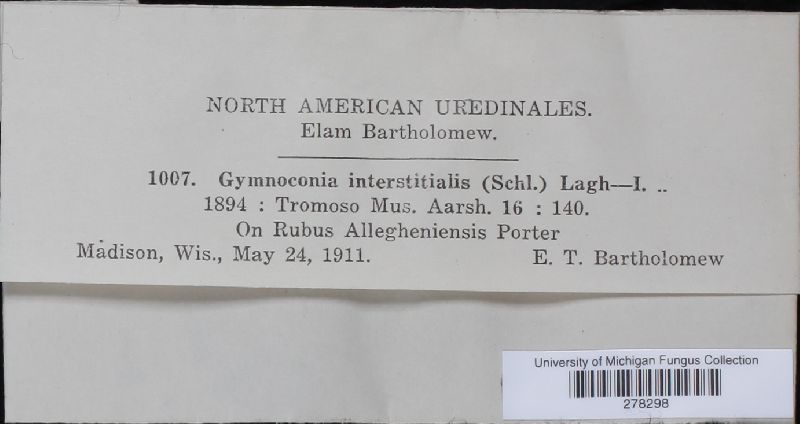 NORTH AMERICAN UREDINALES.
Elam Bartholomew.
1007. Gymnoconia interstitialis (Schl.) Lagh—I. ..
1894 : Tromoso Mus. Aarsh. 16 : 140.
On Rubus Allegheniensis Porter
Madison, Wis., May 24, 1911. E. T. Bartholomew
University of Michigan Fungus Collection
278298